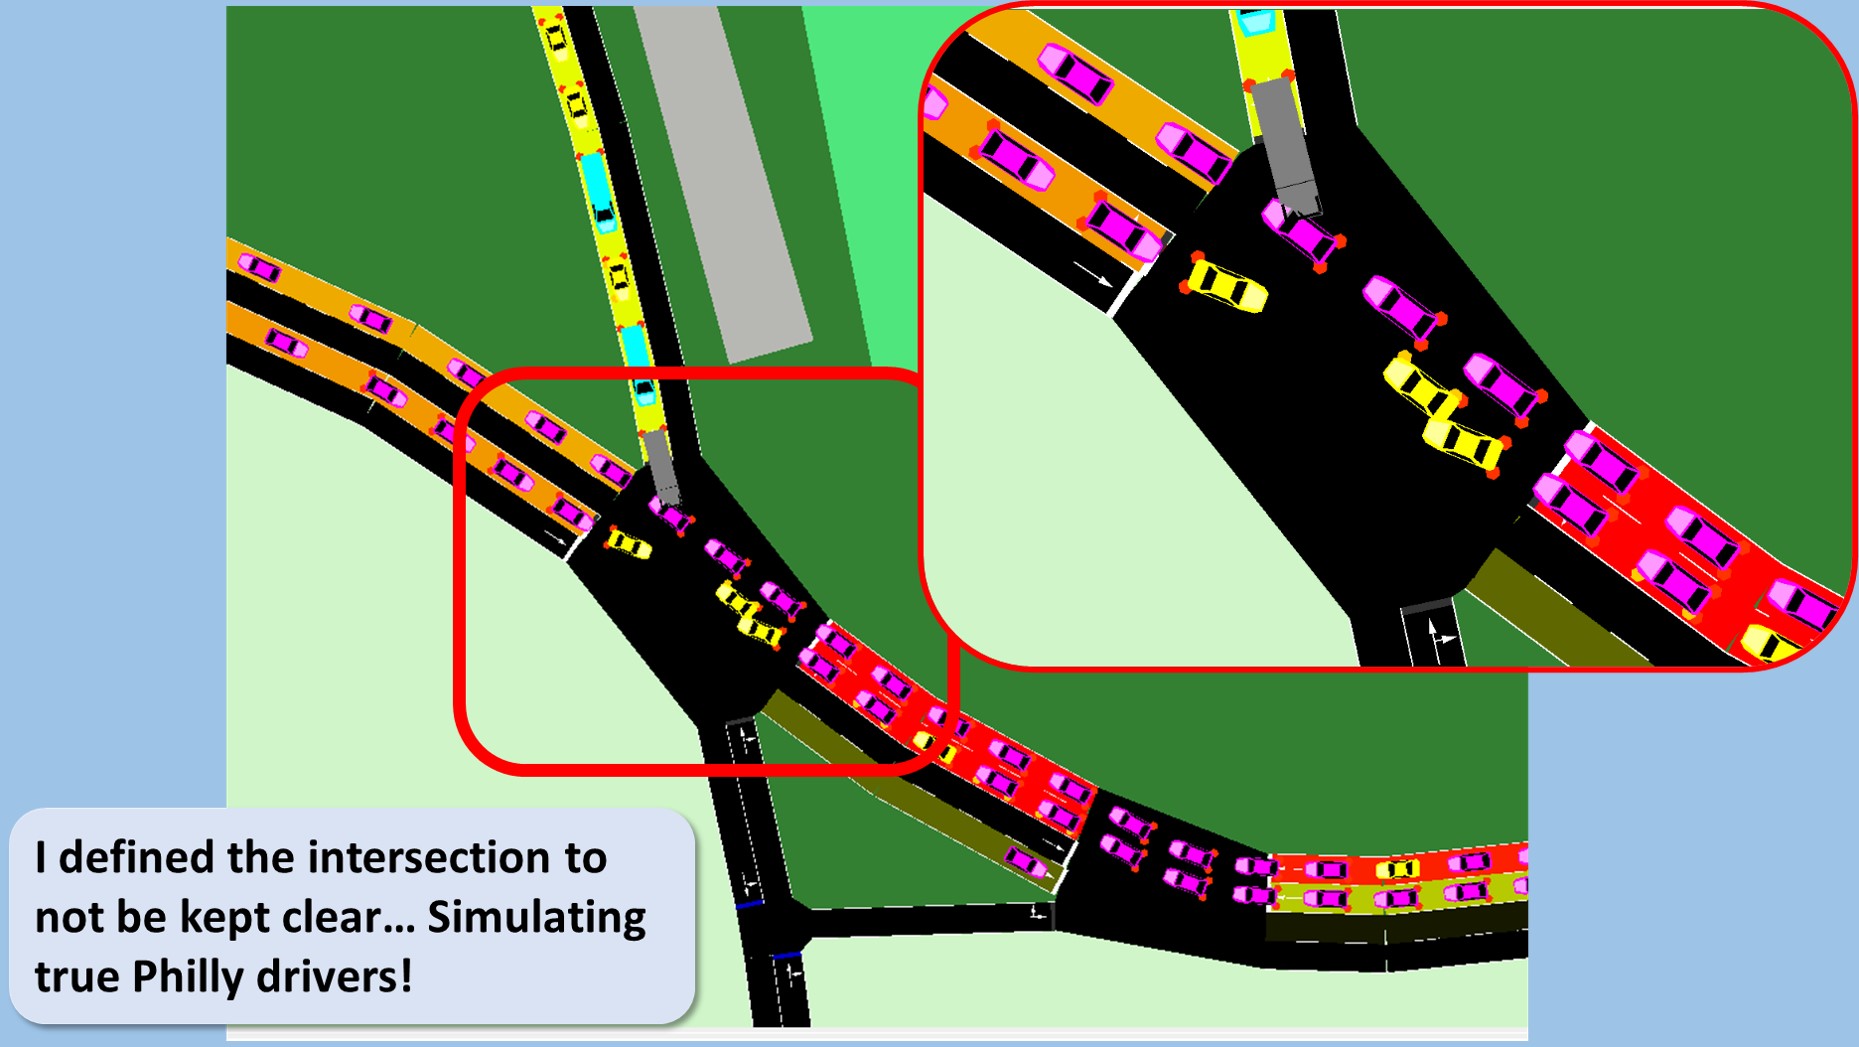 I defined the intersection to
not be kept clear... Simulating
true Philly drivers!